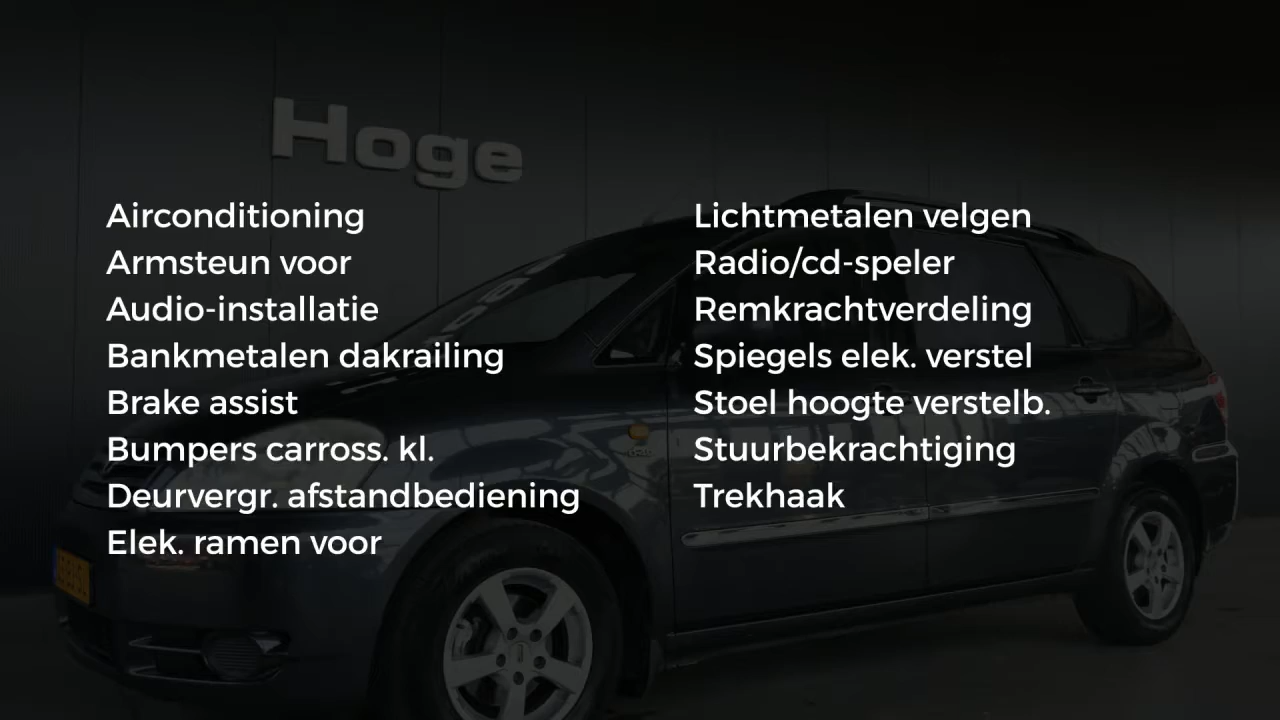 Hoge
Airconditioning
Armsteun voor
Audio-installatie
Bankmetalen dakrailing
Brake assist
Bumpers carross. kl.
Deurvergr. afstandbediening
Elek. ramen voor
Lichtmetalen velgen
Radio/cd-speler
Remkrachtverdeling
Spiegels elek. verstel
Stoel hoogte verstelb.
Stuurbekrachtiging
Trekhaak